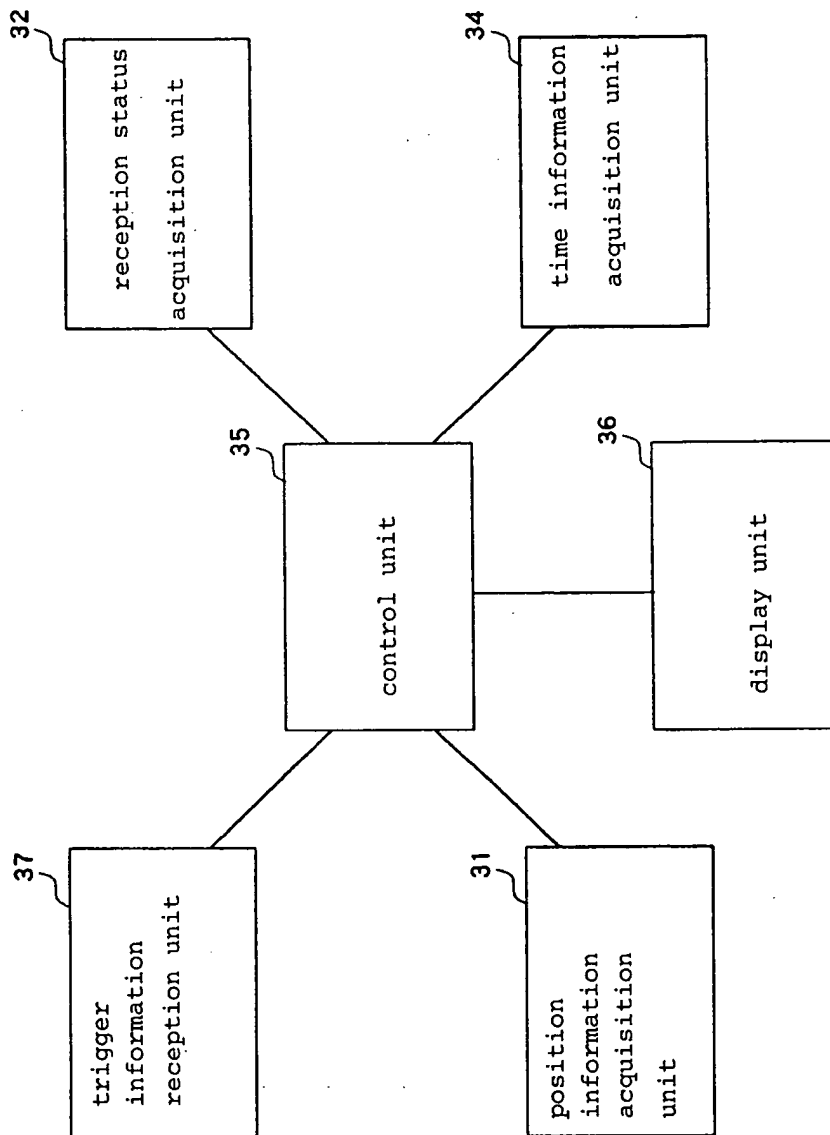 37
trigger
information
reception unit
32
reception status
acquisition unit
35
control unit
31
position
information
acquisition
unit
34
time information
acquisition unit
36
display unit